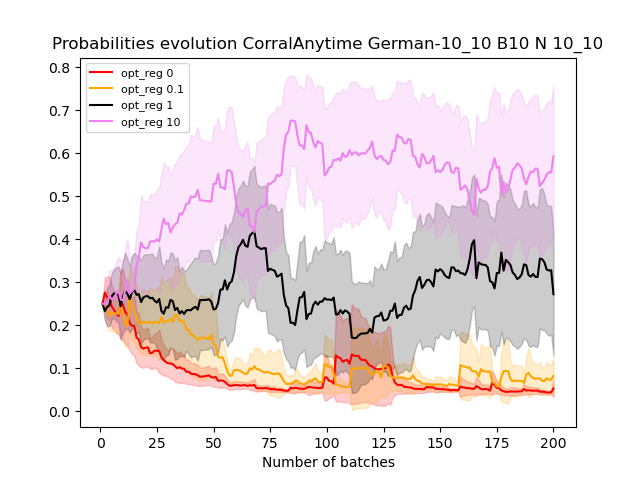 Probabilities evolution CorralAnytime German-10_10 B10 N 10_10
opt_reg 0
opt_reg 0.1
opt_reg 1
opt_reg 10
0.8
0.7
0.6
0.5
0.4
0.3
0.2
0.1
0.0
0 25 50 75 100 125 150 175 200
Number of batches